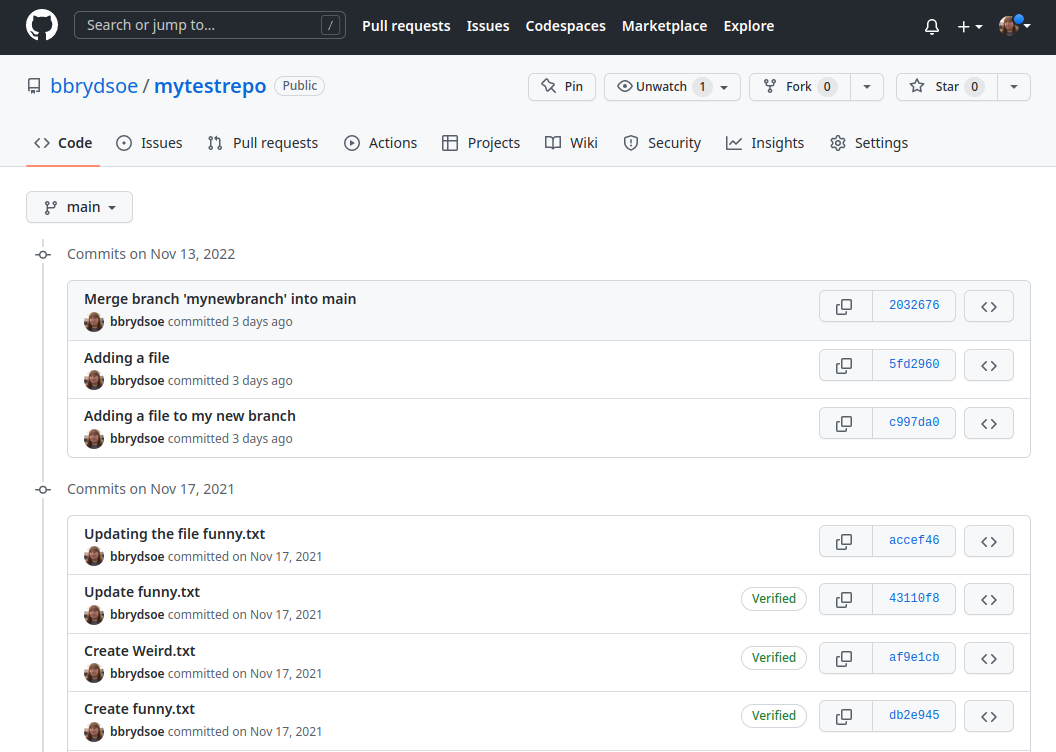 Search or jump to... /
Pull requests Issues Codespaces Marketplace Explore
bbrydsoe / mytestrepo Public
Pin Unwatch 1 Fork 0 Star 0
Code Issues Pull requests Actions Projects Wiki Security Insights Settings
main
Commits on Nov 13, 2022
Merge branch 'mynewbranch' into main
bbrydsoe committed 3 days ago
2032676
Adding a file
bbrydsoe committed 3 days ago
5fd2960
Adding a file to my new branch
bbrydsoe committed 3 days ago
c997da0
Commits on Nov 17, 2021
Updating the file funny.txt
bbrydsoe committed on Nov 17, 2021
accef46
Update funny.txt
bbrydsoe committed on Nov 17, 2021
Verified 43110f8
Create Weird.txt
bbrydsoe committed on Nov 17, 2021
Verified af9e1cb
Create funny.txt
bbrydsoe committed on Nov 17, 2021
Verified db2e945